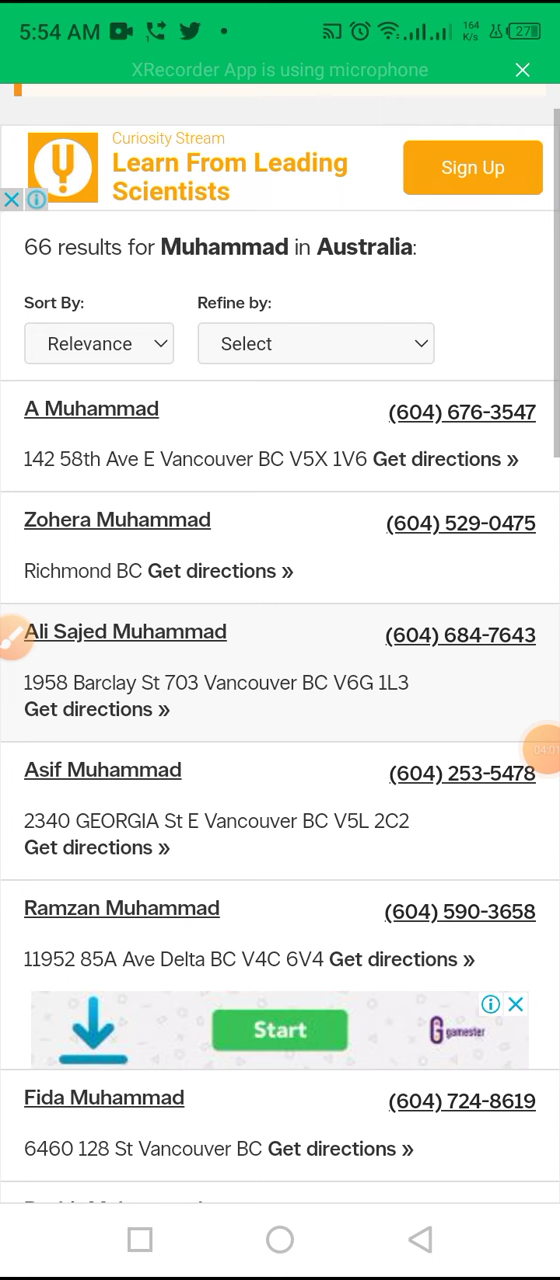 5:54 AM
164
K/s
27
XRecorder App is using microphone
Curiosity Stream
Learn From Leading
Scientists
Sign Up
66 results for Muhammad in Australia:
Sort By:
Refine by:
Relevance
Select
A Muhammad
(604) 676-3547
142 58th Ave E Vancouver BC V5X 1V6 Get directions »
Zohera Muhammad
(604) 529-0475
Richmond BC Get directions »
Ali Sajed Muhammad
(604) 684-7643
1958 Barclay St 703 Vancouver BC V6G 1L3
Get directions »
04:01
Asif Muhammad
(604) 253-5478
2340 GEORGIA St E Vancouver BC V5L 2C2
Get directions »
Ramzan Muhammad
(604) 590-3658
11952 85A Ave Delta BC V4C 6V4 Get directions »
Start
gamester
Fida Muhammad
(604) 724-8619
6460 128 St Vancouver BC Get directions »